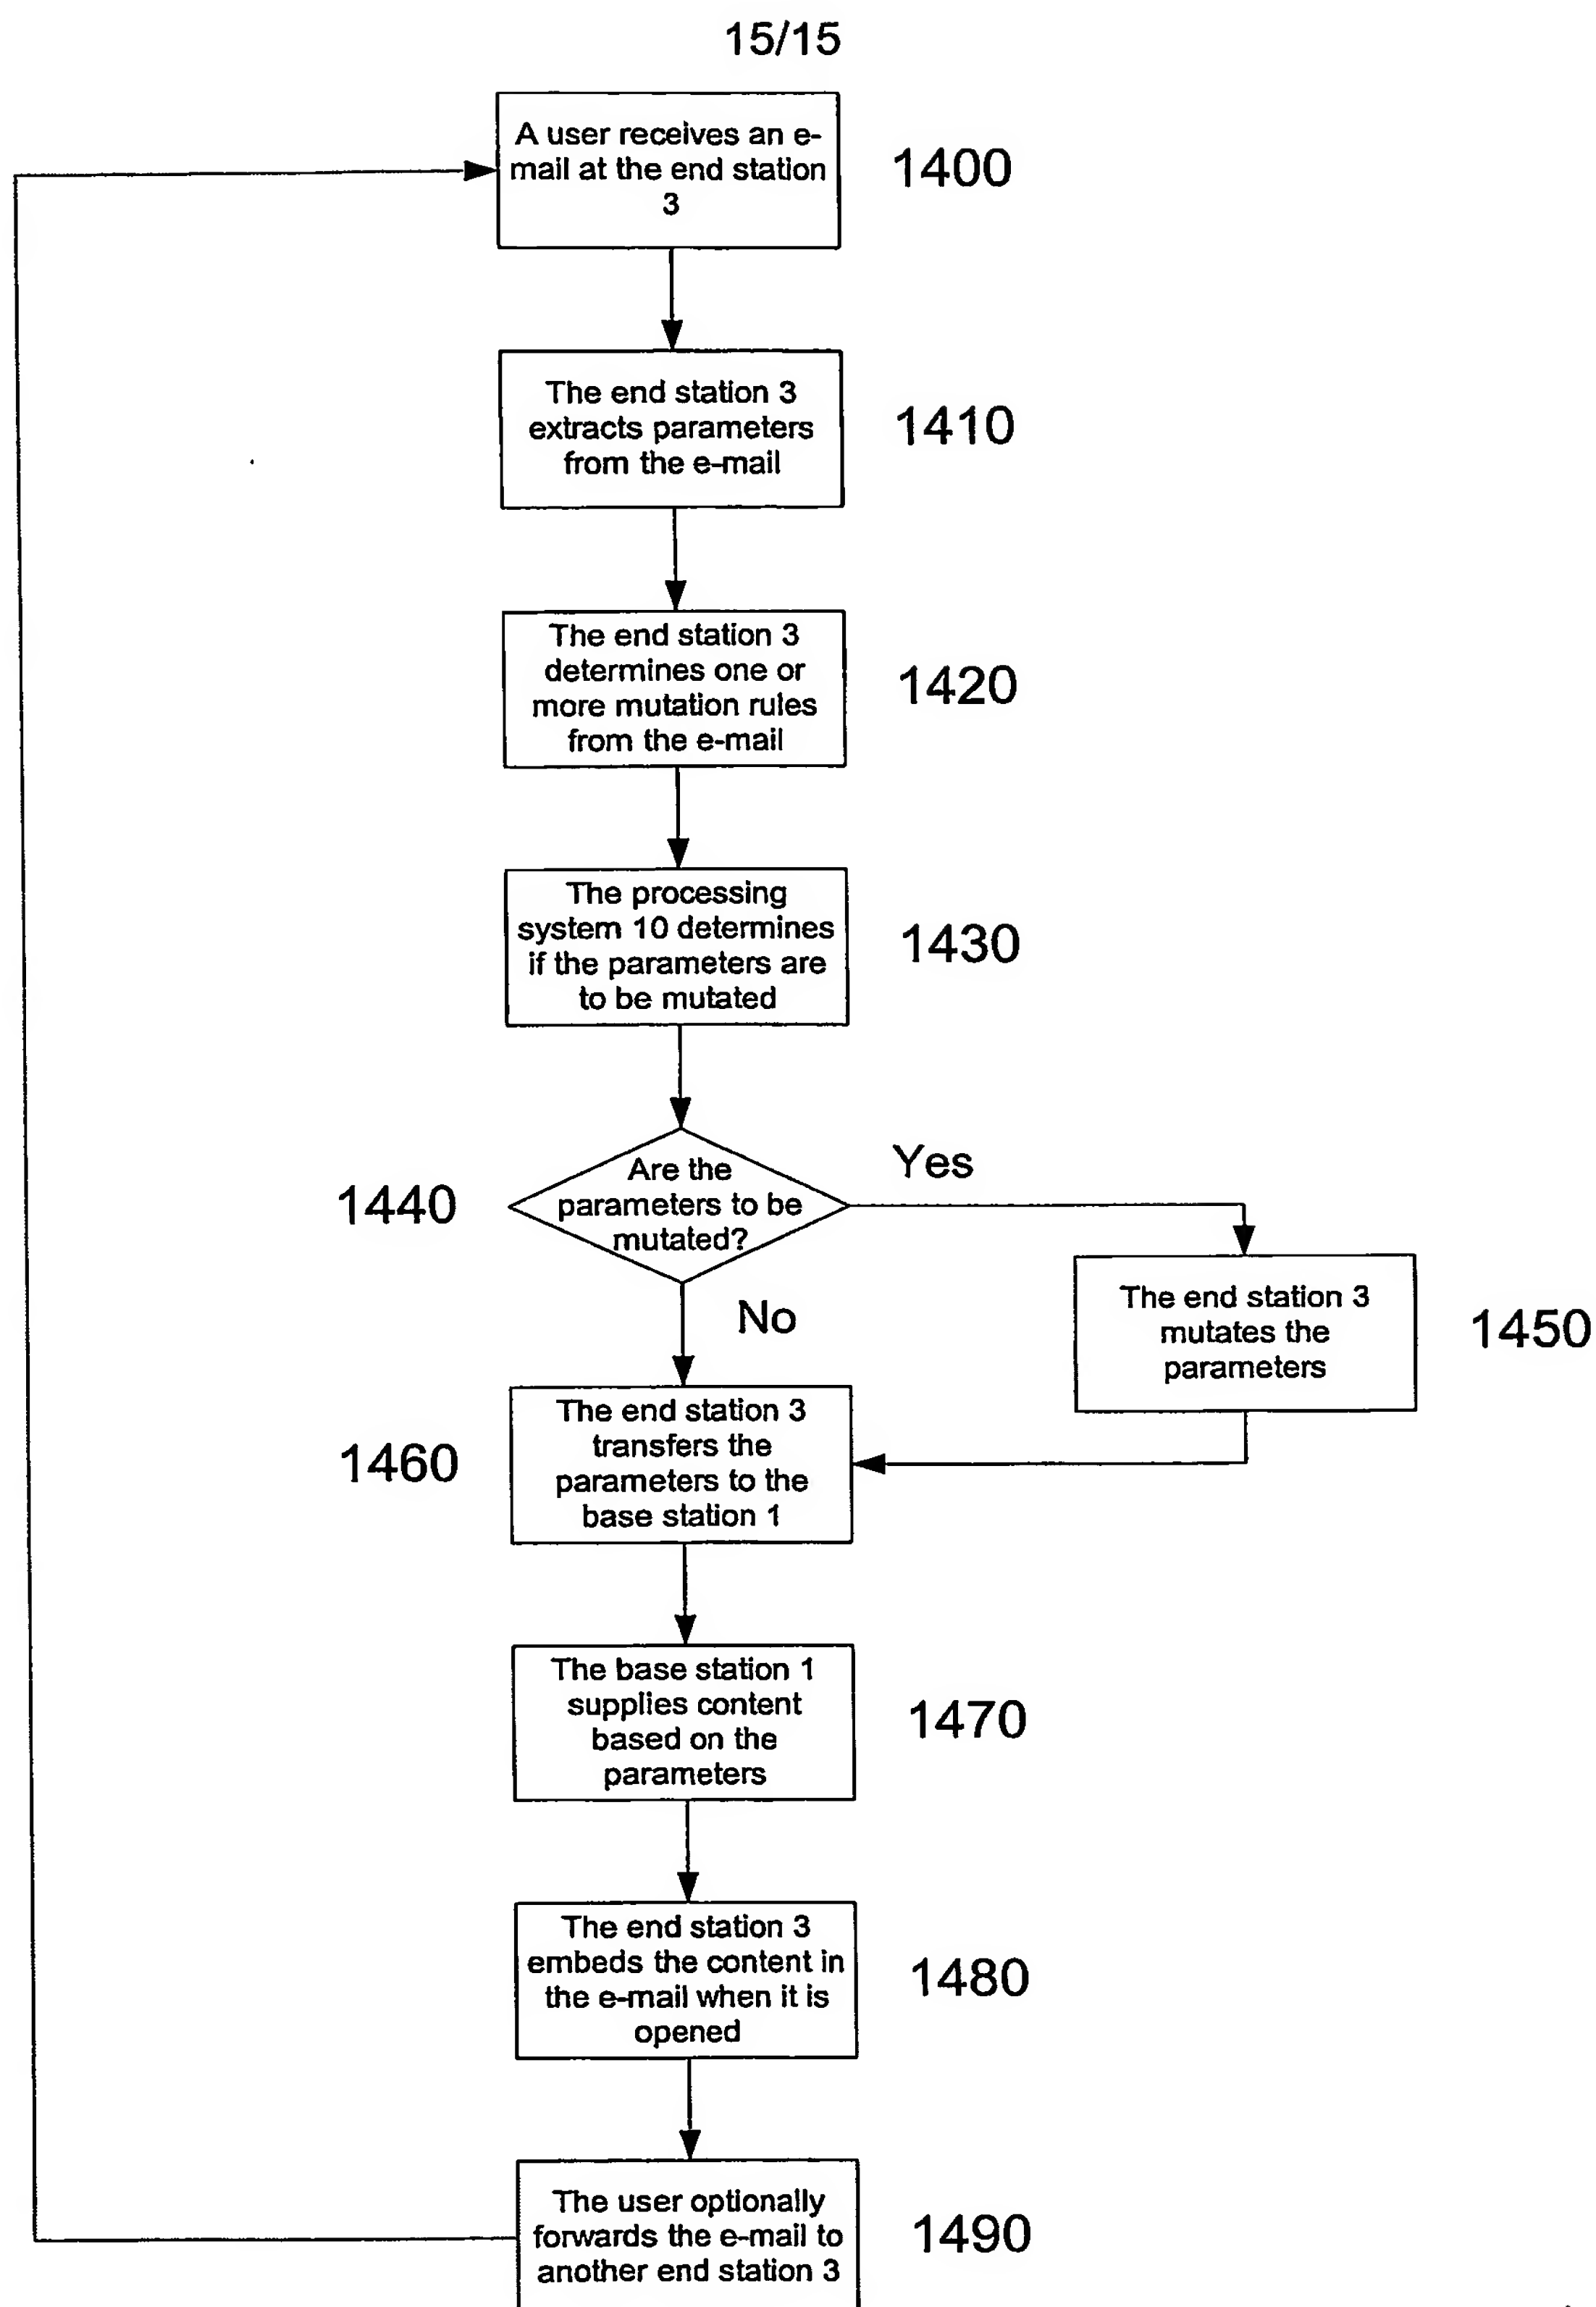 15/15
A user receives an e-
mail at the end station
3
1400
The end station 3
extracts parameters
from the e-mail
1410
The end station 3
determines one or
more mutation rules
from the e-mail
1420
The processing
system 10 determines
if the parameters are
to be mutated
1430
1440
Are the
parameters to be
mutated?
Yes
No
The end station 3
mutates the
parameters
1450
1460
The end station 3
transfers the
parameters to the
base station 1
The base station 1
supplies content
based on the
parameters
1470
The end station 3
embeds the content in
the e-mail when it is
opened
1480
The user optionally
forwards the e-mail to
another end station 3
1490